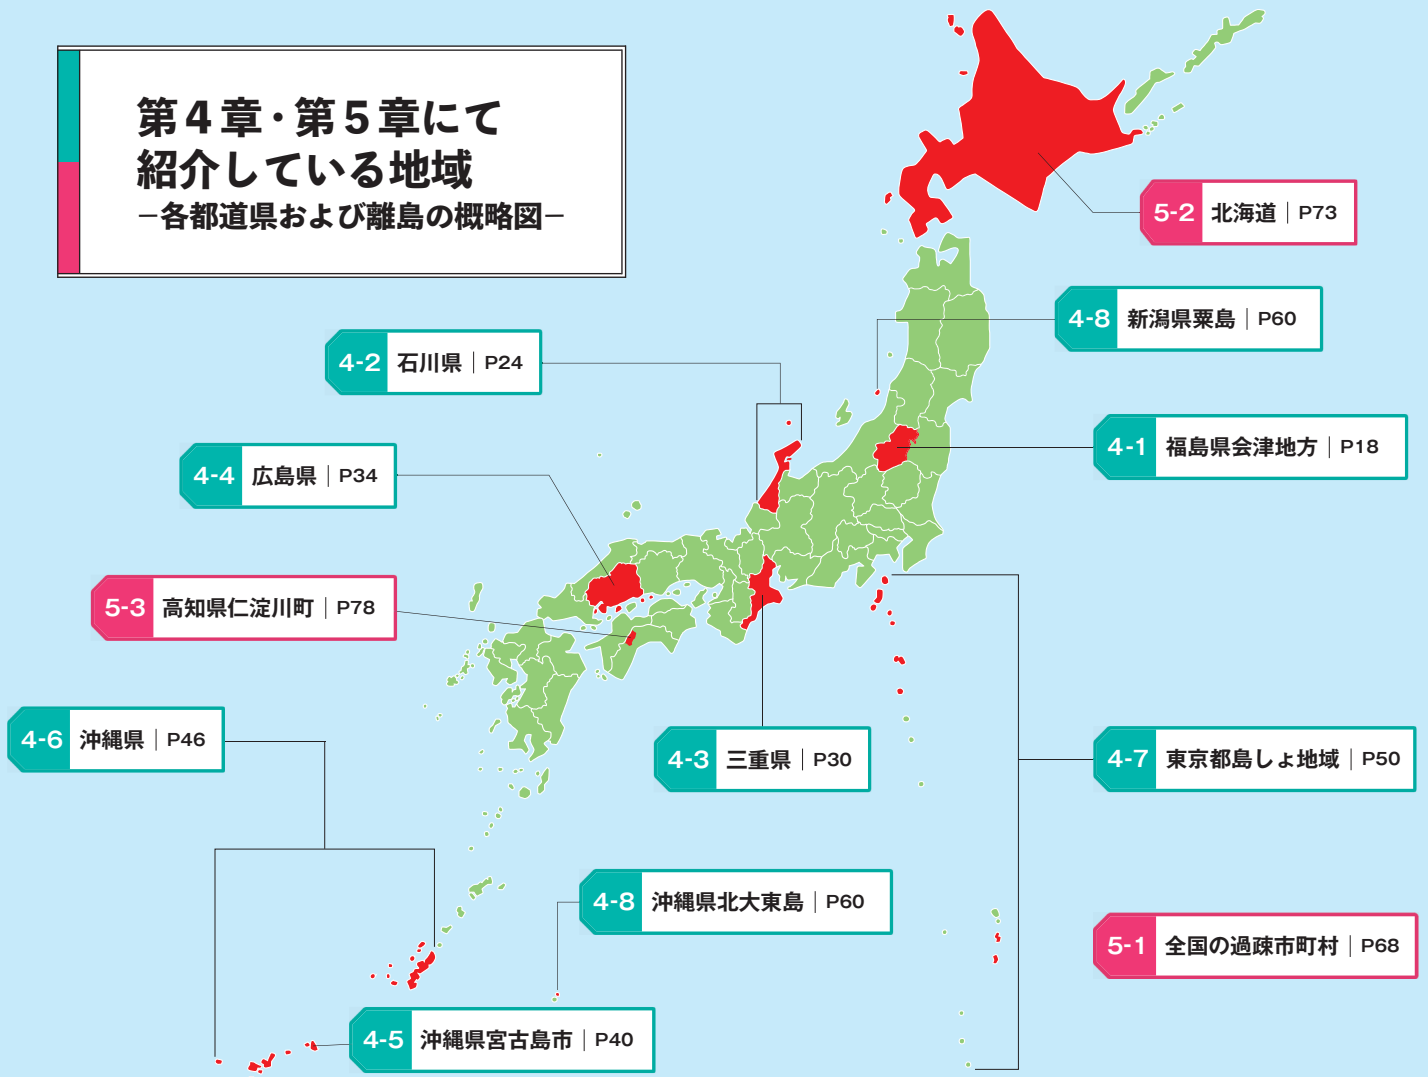 第4章・第5章にて
紹介している地域
－各都道県および離島の概略図－
5-2 北海道｜P73
4-8 新潟県粟島｜P60
4-2 石川県｜P24
4-1 福島県会津地方｜P18
4-4 広島県｜P34
5-3 高知県仁淀川町｜P78
4-6 沖縄県｜P46
4-3 三重県｜P30
4-7 東京都島しょ地域｜P50
4-8 沖縄県北大東島｜P60
5-1 全国の過疎市町村｜P68
4-5 沖縄県宮古島市｜P40